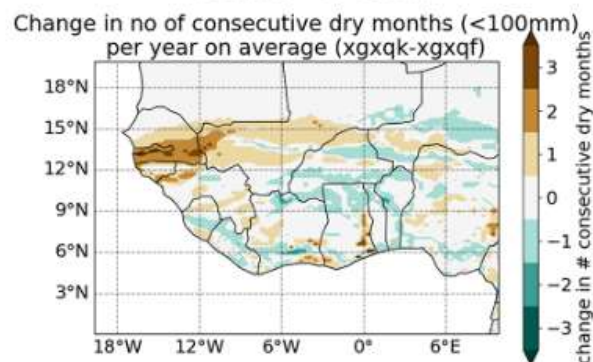 Change in no of consecutive dry months (<100mm)
per year on average (xgxqk-xgxqf)
18°N
15°N
12°N
9°N
6°N
3°N
18°W
12°W
6°W
0°
6°E
3
2
1
0
−1
−2
−3
change in # consecutive dry months